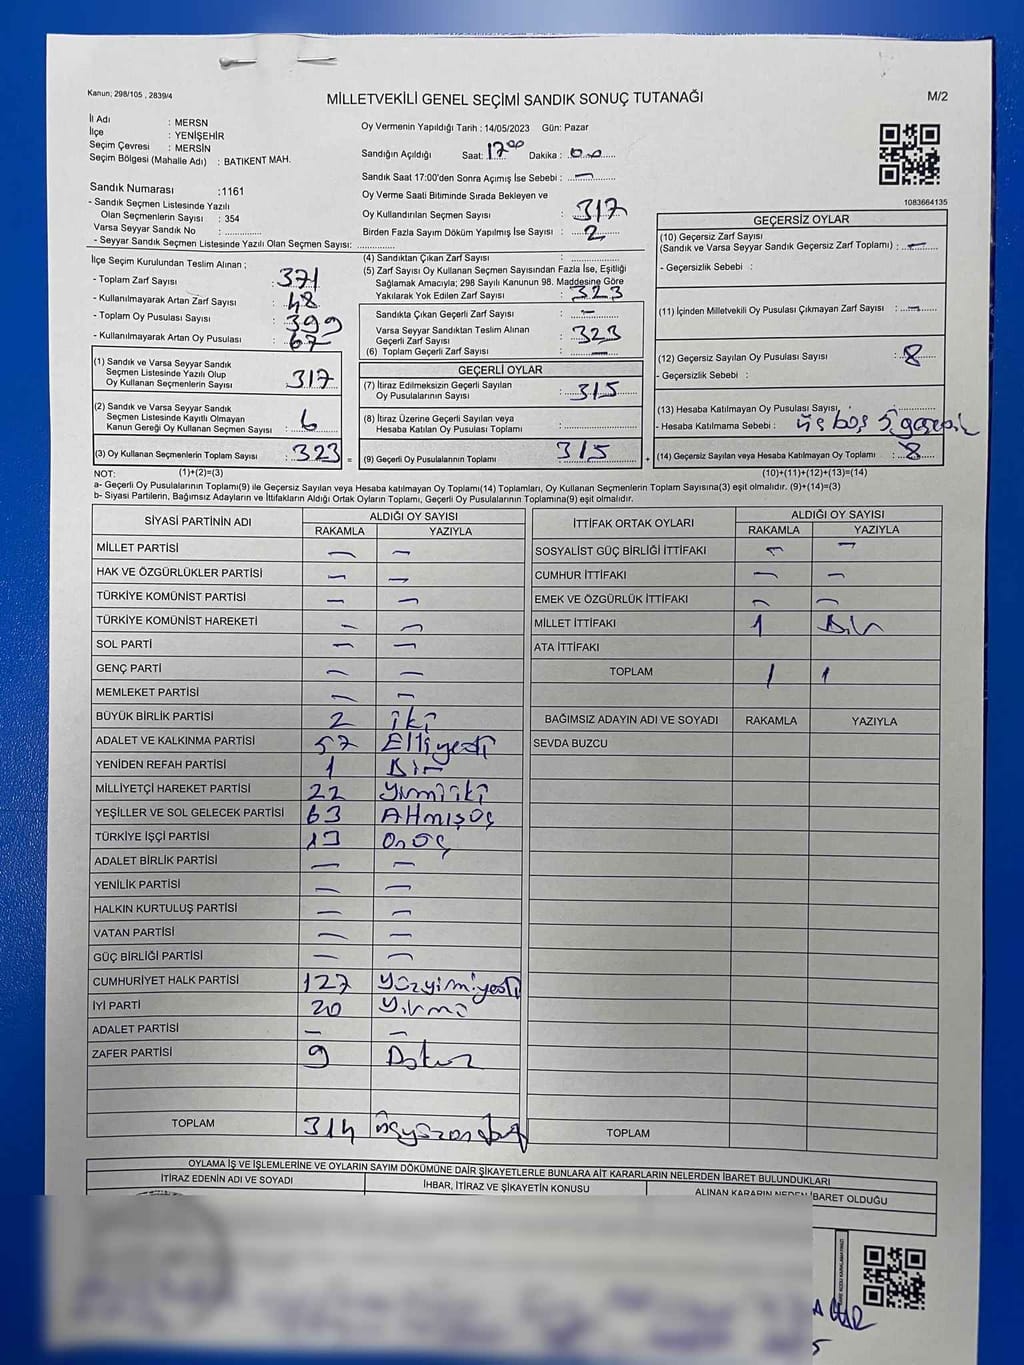 Kanun; 298/105 , 2839/4
MİLLETVEKİLİ GENEL SEÇİMİ SANDIK SONUÇ TUTANAĞI
M/2
İl Adı : MERSN
İlçe : YENİŞEHİR
Seçim Çevresi : MERSİN
Seçim Bölgesi (Mahalle Adı) : BATIKENT MAH.
Sandık Numarası :1161
- Sandık Seçmen Listesinde Yazılı
Olan Seçmenlerin Sayısı : 354
Varsa Seyyar Sandık No : ..............
- Seyyar Sandık Seçmen Listesinde Yazılı Olan Seçmen Sayısı: ..............
Oy Vermenin Yapıldığı Tarih : 14/05/2023 Gün: Pazar
Sandığın Açıldığı Saat: 17 00 Dakika : 0.0
Sandık Saat 17:00'den Sonra Açımış İse Sebebi : —
Oy Verme Saati Bitiminde Sırada Bekleyen ve
Oy Kullandırılan Seçmen Sayısı : 317
Birden Fazla Sayım Döküm Yapılmış İse Sayısı : 2
1083664135
İlçe Seçim Kurulundan Teslim Alınan ;
- Toplam Zarf Sayısı : 371
- Kullanılmayarak Artan Zarf Sayısı : 48
- Toplam Oy Pusulası Sayısı : 399
- Kullanılmayarak Artan Oy Pusulası : 67
(1) Sandık ve Varsa Seyyar Sandık
Seçmen Listesinde Yazılı Olup
Oy Kullanan Seçmenlerin Sayısı : 317
(2) Sandık ve Varsa Seyyar Sandık
Seçmen Listesinde Kayıtlı Olmayan
Kanun Gereği Oy Kullanan Seçmen Sayısı : 6
(3) Oy Kullanan Seçmenlerin Toplam Sayısı : 323 =
(4) Sandıktan Çıkan Zarf Sayısı :
(5) Zarf Sayısı Oy Kullanan Seçmen Sayısından Fazla İse, Eşitliği
Sağlamak Amacıyla; 298 Sayılı Kanunun 98. Maddesine Göre
Yakılarak Yok Edilen Zarf Sayısı : 323
Sandıkta Çıkan Geçerli Zarf Sayısı : —
Varsa Seyyar Sandıktan Teslim Alınan
Geçerli Zarf Sayısı : 323
(6) Toplam Geçerli Zarf Sayısı : —
GEÇERLİ OYLAR
(7) İtiraz Edilmeksizin Geçerli Sayılan
Oy Pusulalarının Sayısı : 315
(8) İtiraz Üzerine Geçerli Sayılan veya
Hesaba Katılan Oy Pusulası Toplamı :
(9) Geçerli Oy Pusulalarının Toplamı : 315 +
GEÇERSİZ OYLAR
(10) Geçersiz Zarf Sayısı
(Sandık ve Varsa Seyyar Sandık Geçersiz Zarf Toplamı) : —
- Geçersizlik Sebebi :
(11) İçinden Milletvekili Oy Pusulası Çıkmayan Zarf Sayısı : —
(12) Geçersiz Sayılan Oy Pusulası Sayısı : 8
- Geçersizlik Sebebi :
(13) Hesaba Katılmayan Oy Pusulası Sayısı
- Hesaba Katılmama Sebebi : üç boş 5
(14) Geçersiz Sayılan veya Hesaba Katılmayan Oy Toplamı : 8
NOT: (1)+(2)=(3) (10)+(11)+(12)+(13)=(14)
a- Geçerli Oy Pusulalarının Toplamı(9) ile Geçersiz Sayılan veya Hesaba Katılmayan Oy Toplamı(14) Toplamları, Oy Kullanan Seçmenlerin Toplam Sayısına(3) eşit olmalıdır. (9)+(14)=(3)
b- Siyasi Partilerin, Bağımsız Adayların ve İttifakların Aldığı Ortak Oyların Toplamı, Geçerli Oy Pusulalarının Toplamına(9) eşit olmalıdır.
SİYASİ PARTİNİN ADI ALDIĞI OY SAYISI
RAKAMLA YAZIYLA
MİLLET PARTİSİ — —
HAK VE ÖZGÜRLÜKLER PARTİSİ — —
TÜRKİYE KOMÜNİST PARTİSİ — —
TÜRKİYE KOMÜNİST HAREKETİ — —
SOL PARTİ — —
GENÇ PARTİ — —
MEMLEKET PARTİSİ — —
BÜYÜK BİRLİK PARTİSİ 2 iki
ADALET VE KALKINMA PARTİSİ 57 Elliyedi
YENİDEN REFAH PARTİSİ 1 Bir
MİLLİYETÇİ HAREKET PARTİSİ 22 Yirmiiki
YEŞİLLER VE SOL GELECEK PARTİSİ 63 Altmışüç
TÜRKİYE İŞÇİ PARTİSİ 13 Onüç
ADALET BİRLİK PARTİSİ — —
YENİLİK PARTİSİ — —
HALKIN KURTULUŞ PARTİSİ — —
VATAN PARTİSİ — —
GÜÇ BİRLİĞİ PARTİSİ — —
CUMHURİYET HALK PARTİSİ 127 Yüzyirmiyedi
İYİ PARTİ 20 Yirmi
ADALET PARTİSİ — —
ZAFER PARTİSİ 9 Dokuz
TOPLAM 314 üçyüzondört
İTTİFAK ORTAK OYLARI ALDIĞI OY SAYISI
RAKAMLA YAZIYLA
SOSYALİST GÜÇ BİRLİĞİ İTTİFAKI — —
CUMHUR İTTİFAKI — —
EMEK VE ÖZGÜRLÜK İTTİFAKI — —
MİLLET İTTİFAKI 1 Bir
ATA İTTİFAKI
TOPLAM 1 1
BAĞIMSIZ ADAYIN ADI VE SOYADI RAKAMLA YAZIYLA
SEVDA BUZCU
TOPLAM
OYLAMA İŞ VE İŞLEMLERİNE VE OYLARIN SAYIM DÖKÜMÜNE DAİR ŞİKAYETLERLE BUNLARA AİT KARARLARIN NELERDEN İBARET BULUNDUKLARI
İTİRAZ EDENİN ADI VE SOYADI
İHBAR, İTİRAZ VE ŞİKAYETİN KONUSU
ALINAN KARARIN NEDEN İBARET OLDUĞU